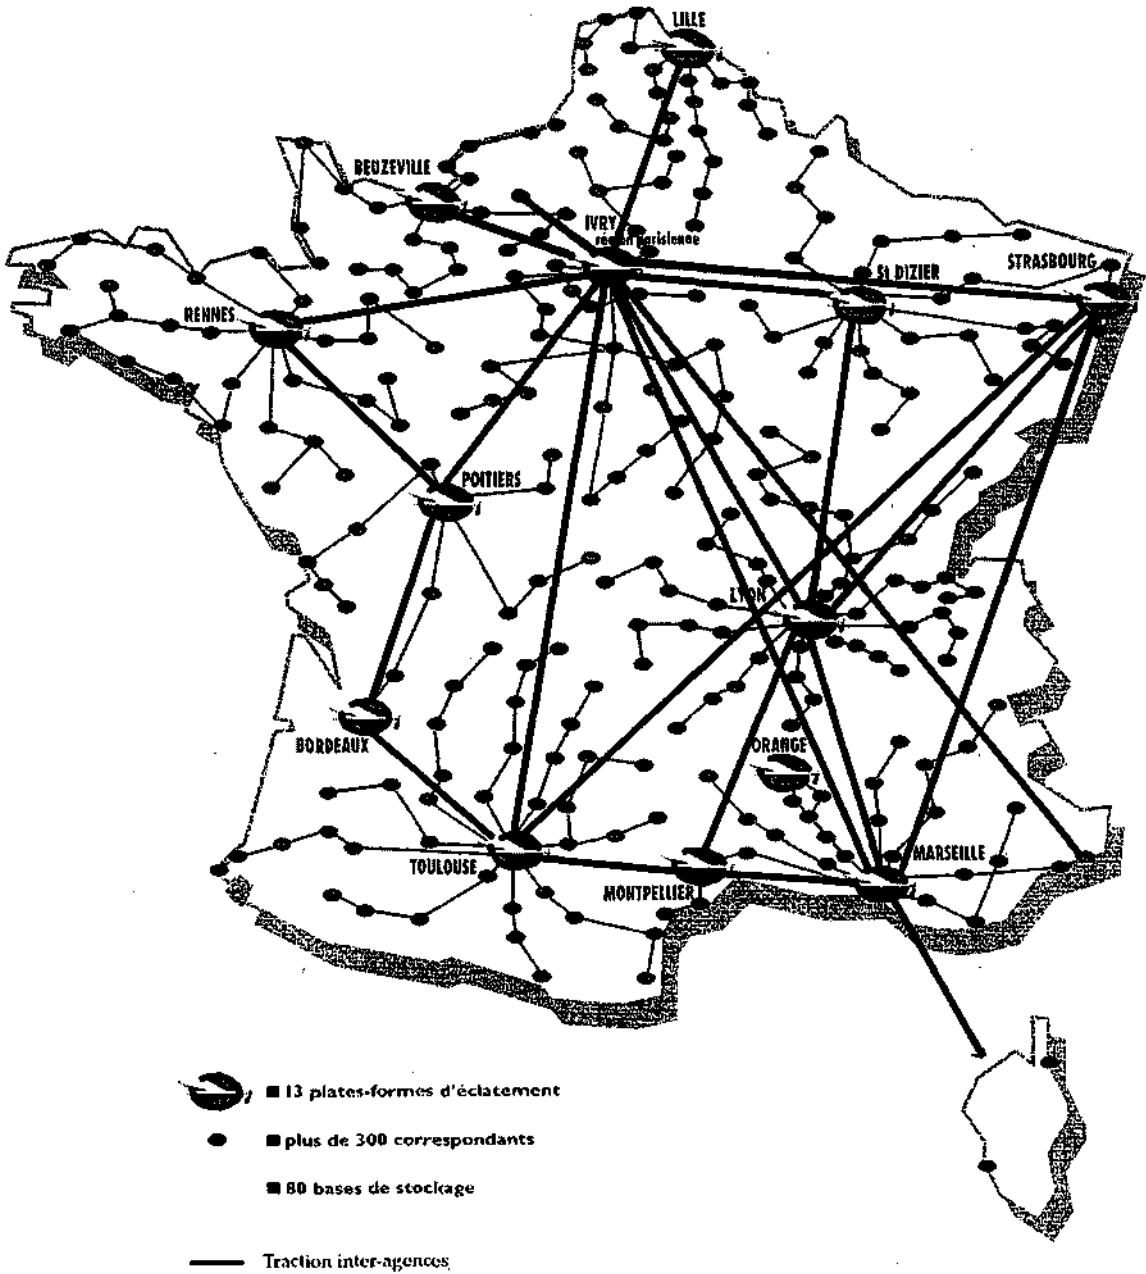 LILLE
BEUZEVILLE
IVRY
région parisienne
St DIZIER
STRASBOURG
RENNES
POITIERS
LYON
BORDEAUX
ORANGE
TOULOUSE
MONTPELLIER
MARSEILLE
13 plates-formes d'éclatement
plus de 300 correspondants
80 bases de stockage
Traction inter-agences